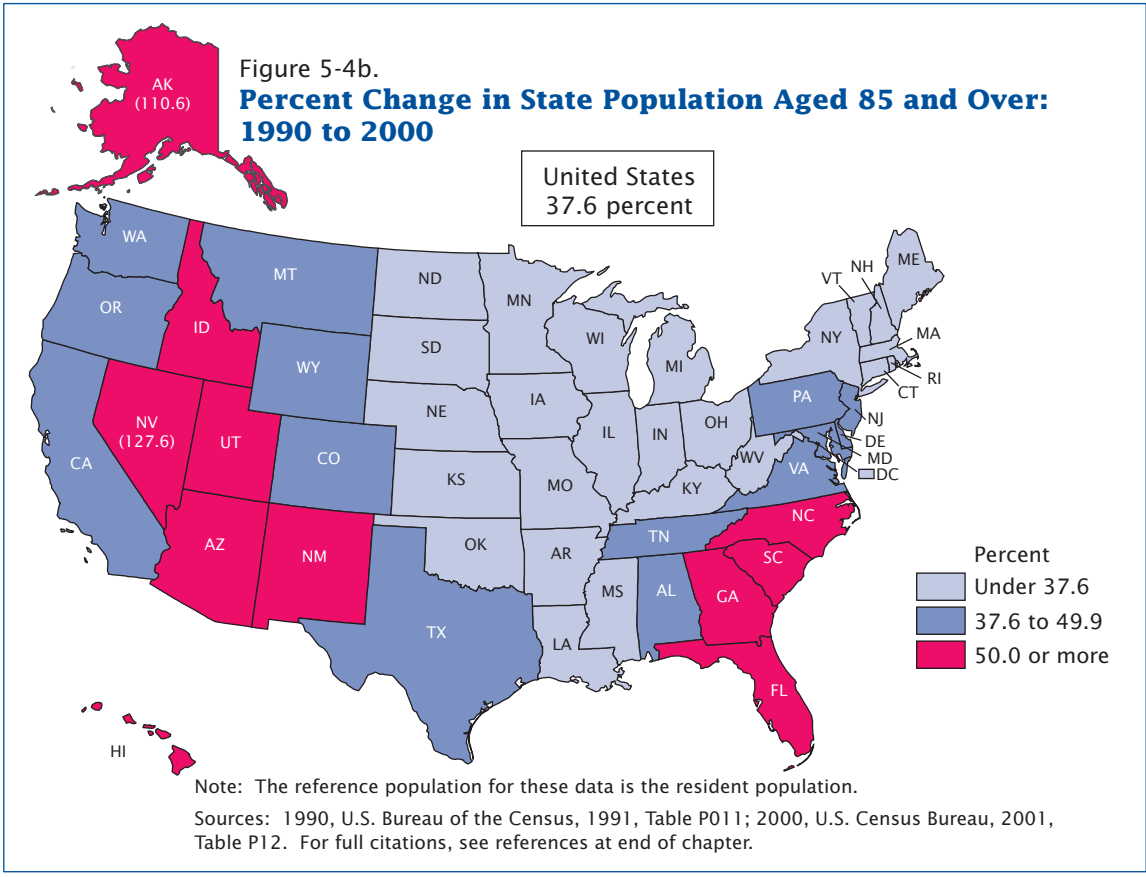 Figure 5-4b.
Percent Change in State Population Aged 85 and Over:
1990 to 2000
United States
37.6 percent
AK
(110.6)
WA
MT
ND
MN
OR
ID
SD
WI
MI
WY
NE
IA
NV
(127.6)
UT
CO
KS
MO
IL
IN
OH
KY
WV
CA
AZ
NM
OK
AR
TN
TX
LA
MS
AL
GA
SC
NC
FL
VA
PA
NY
VT
NH
ME
MA
RI
CT
NJ
DE
MD
DC
HI
Percent
Under 37.6
37.6 to 49.9
50.0 or more
Note: The reference population for these data is the resident population.
Sources: 1990, U.S. Bureau of the Census, 1991, Table P011; 2000, U.S. Census Bureau, 2001,
Table P12. For full citations, see references at end of chapter.